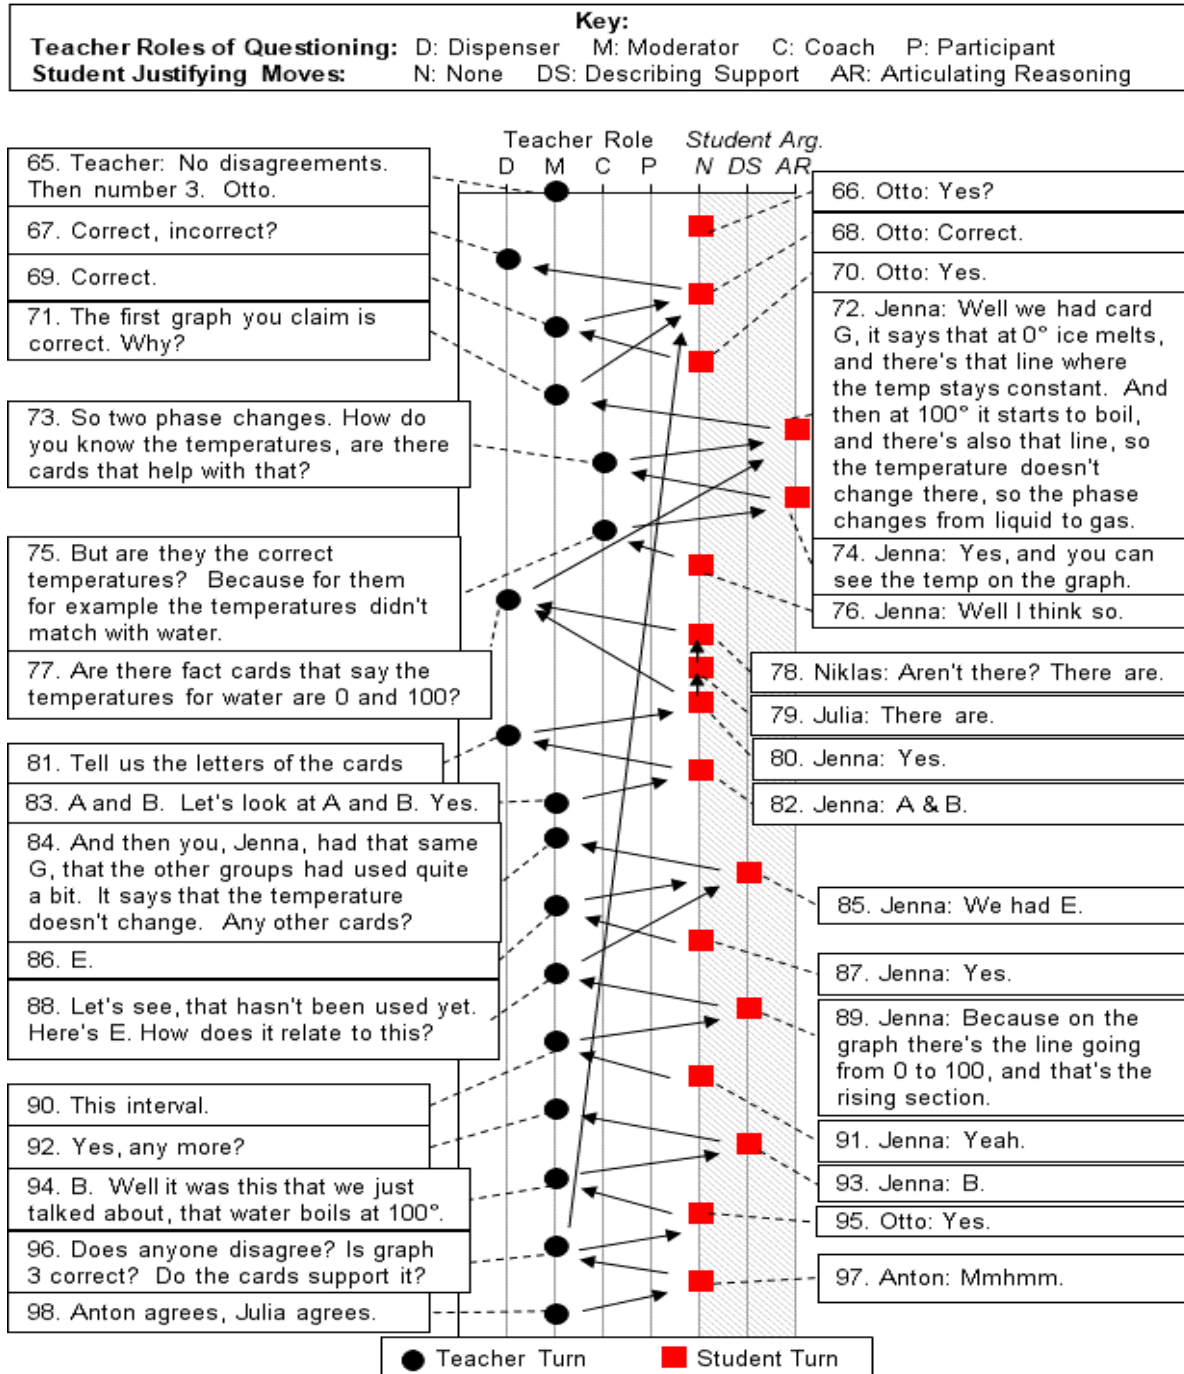 Key:
Teacher Roles of Questioning: D: Dispenser M: Moderator C: Coach P: Participant
Student Justifying Moves: N: None DS: Describing Support AR: Articulating Reasoning
Teacher Role
Student Arg.
D M C P N DS AR
65. Teacher: No disagreements.
Then number 3. Otto.
66. Otto: Yes?
67. Correct, incorrect?
68. Otto: Correct.
69. Correct.
70. Otto: Yes.
71. The first graph you claim is
correct. Why?
72. Jenna: Well we had card
G, it says that at 0° ice melts,
and there's that line where
the temp stays constant. And
then at 100° it starts to boil,
and there's also that line, so
the temperature doesn't
change there, so the phase
changes from liquid to gas.
73. So two phase changes. How do
you know the temperatures, are there
cards that help with that?
74. Jenna: Yes, and you can
see the temp on the graph.
75. But are they the correct
temperatures? Because for them
for example the temperatures didn't
match with water.
76. Jenna: Well I think so.
77. Are there fact cards that say the
temperatures for water are 0 and 100?
78. Niklas: Aren't there? There are.
79. Julia: There are.
80. Jenna: Yes.
81. Tell us the letters of the cards
82. Jenna: A & B.
83. A and B. Let's look at A and B. Yes.
84. And then you, Jenna, had that same
G, that the other groups had used quite
a bit. It says that the temperature
doesn't change. Any other cards?
85. Jenna: We had E.
86. E.
87. Jenna: Yes.
88. Let's see, that hasn't been used yet.
Here's E. How does it relate to this?
89. Jenna: Because on the
graph there's the line going
from 0 to 100, and that's the
rising section.
90. This interval.
91. Jenna: Yeah.
92. Yes, any more?
93. Jenna: B.
94. B. Well it was this that we just
talked about, that water boils at 100°.
95. Otto: Yes.
96. Does anyone disagree? Is graph
3 correct? Do the cards support it?
97. Anton: Mmhmm.
98. Anton agrees, Julia agrees.
Teacher Turn
Student Turn